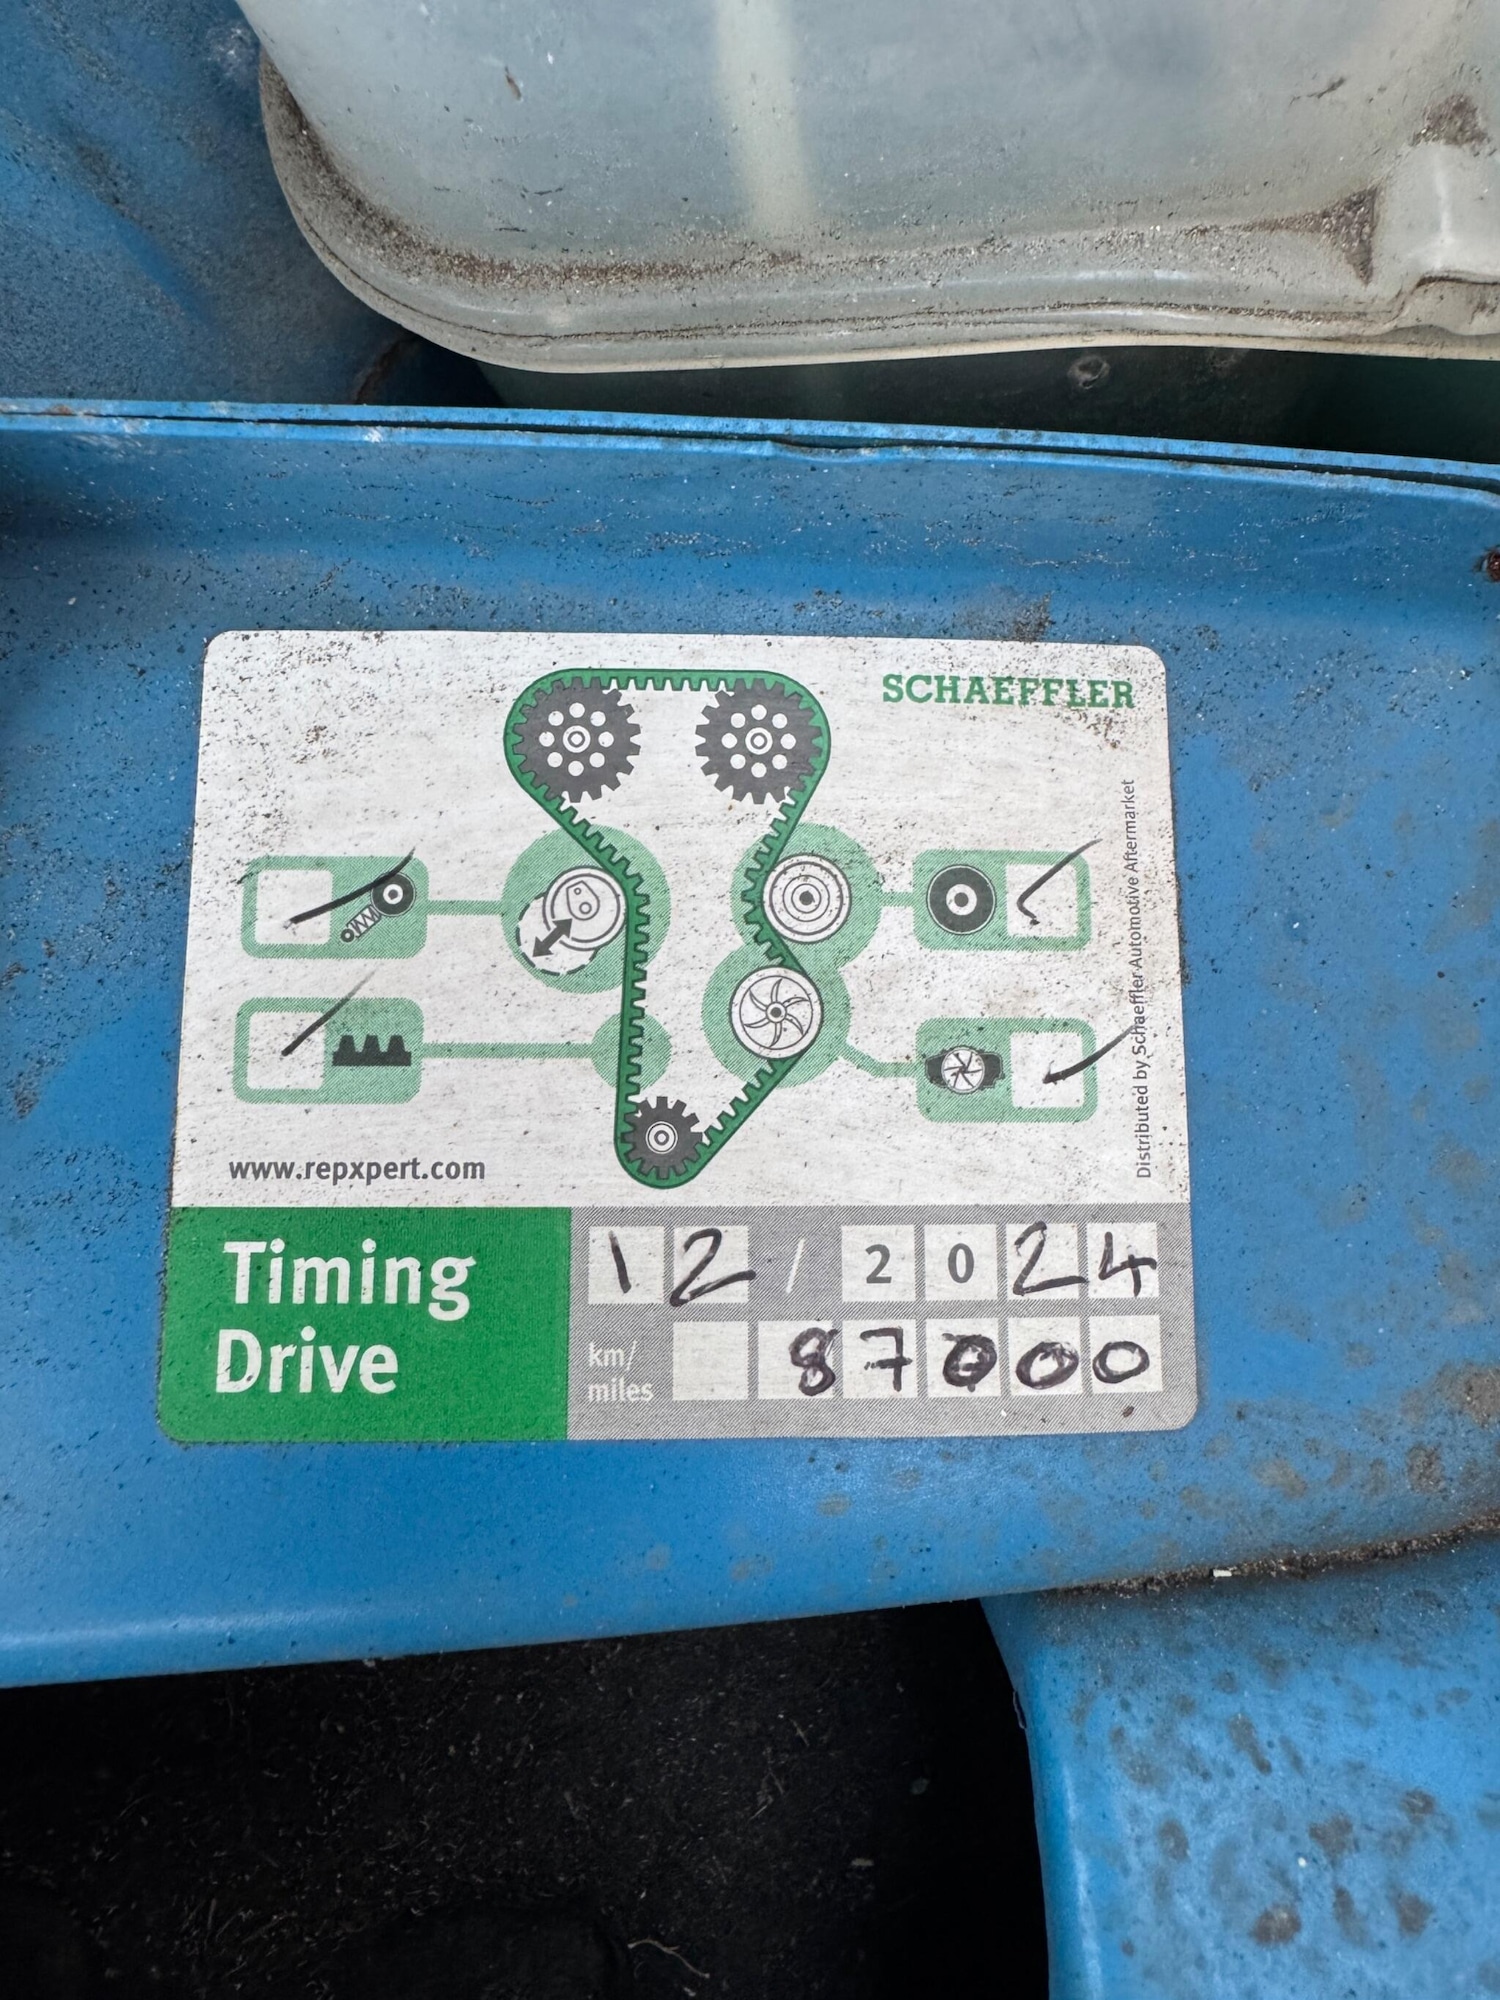 SCHAEFFLER
Distributed by Schaeffler Automotive Aftermarket
www.repxpert.com
Timing
Drive
12 / 2024
km/
miles
87000